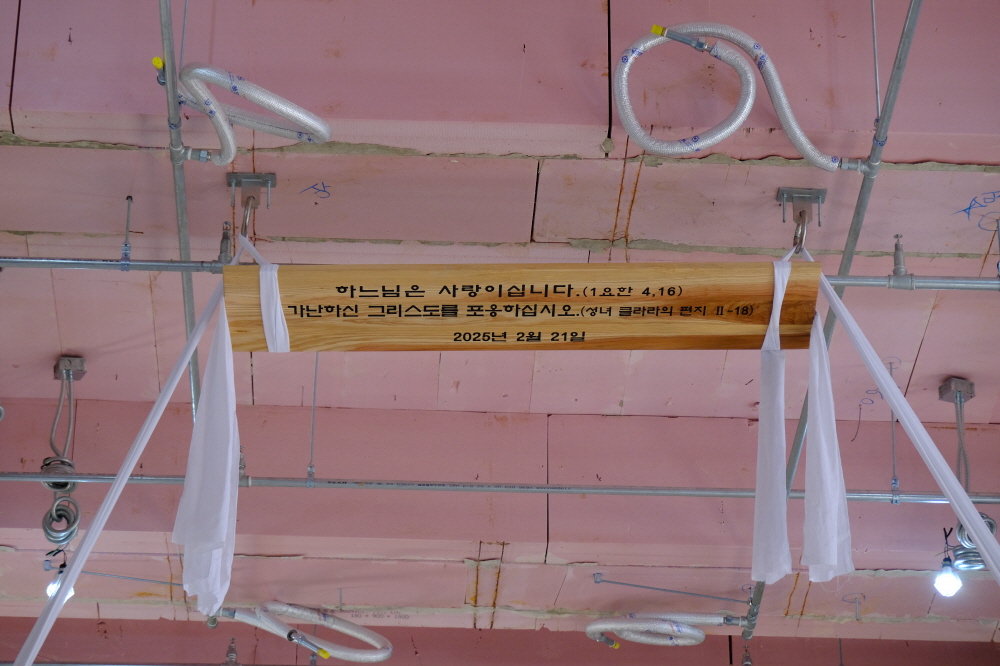 하느님은 사랑이십니다.(1요한 4,16)
가난하신 그리스도를 포옹하십시오.(성녀 클라라의 편지 Ⅱ-18)
2025년 2월 21일